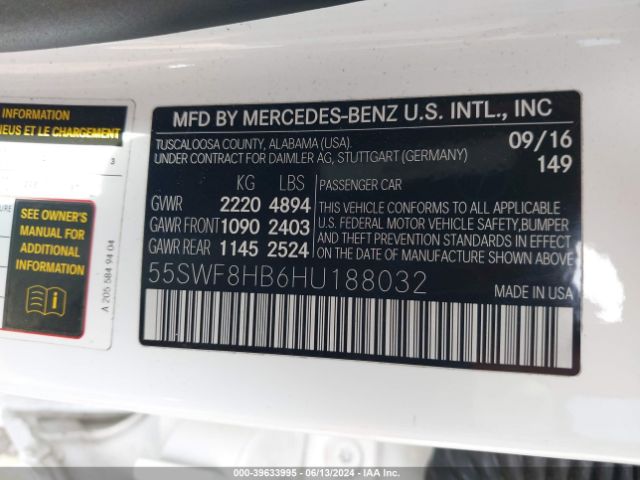 INFORMATION
NEUS ET LE CHARGEMENT
3
SEE OWNER'S
MANUAL FOR
ADDITIONAL
INFORMATION
A 205 584 94 04
MFD BY MERCEDES-BENZ U.S. INTL., INC
TUSCALOOSA COUNTY, ALABAMA (USA).
UNDER CONTRACT FOR DAIMLER AG, STUTTGART (GERMANY)
09/16
149
KG LBS
GVWR 2220 4894
GAWR FRONT 1090 2403
GAWR REAR 1145 2524
PASSENGER CAR
THIS VEHICLE CONFORMS TO ALL APPLICABLE
U.S. FEDERAL MOTOR VEHICLE SAFETY,BUMPER
AND THEFT PREVENTION STANDARDS IN EFFECT
ON THE DATE OF MANUFACTURE SHOWN ABOVE.
55SWF8HB6HU188032
MADE IN USA
000-39633995 - 06/13/2024 - IAA Inc.